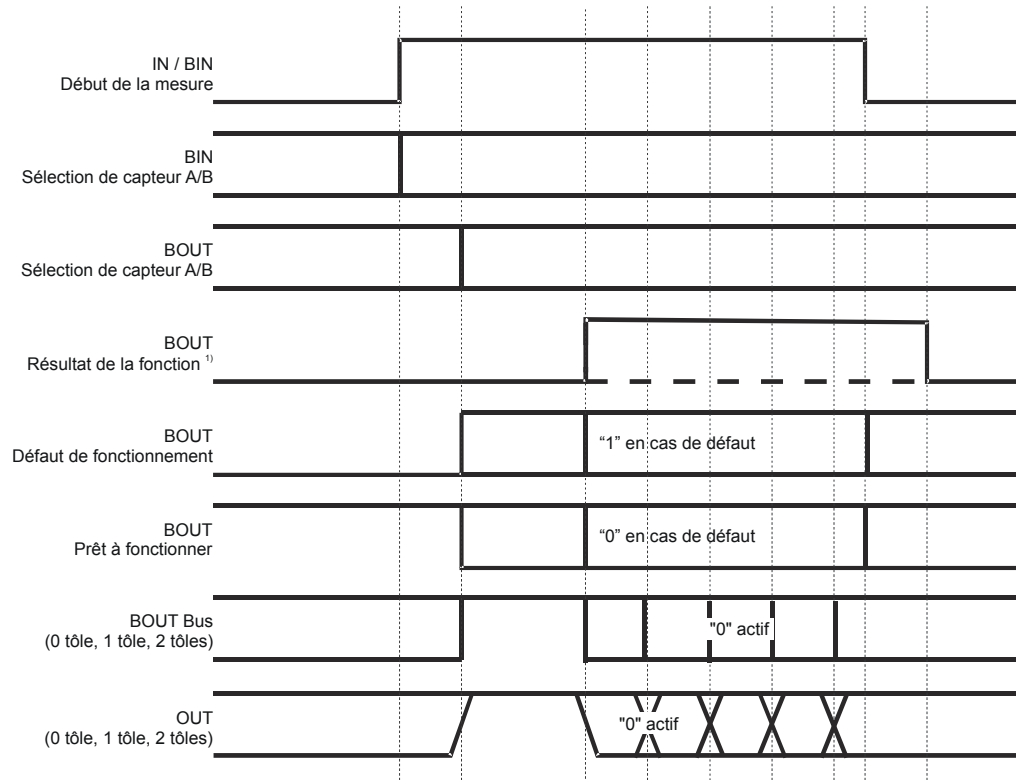 IN / BIN
Début de la mesure
BIN
Sélection de capteur A/B
BOUT
Sélection de capteur A/B
BOUT
Résultat de la fonction 1)
BOUT
Défaut de fonctionnement
“1” en cas de défaut
BOUT
Prêt à fonctionner
“0” en cas de défaut
BOUT Bus
(0 tôle, 1 tôle, 2 tôles)
"0" actif
OUT
(0 tôle, 1 tôle, 2 tôles)
"0" actif